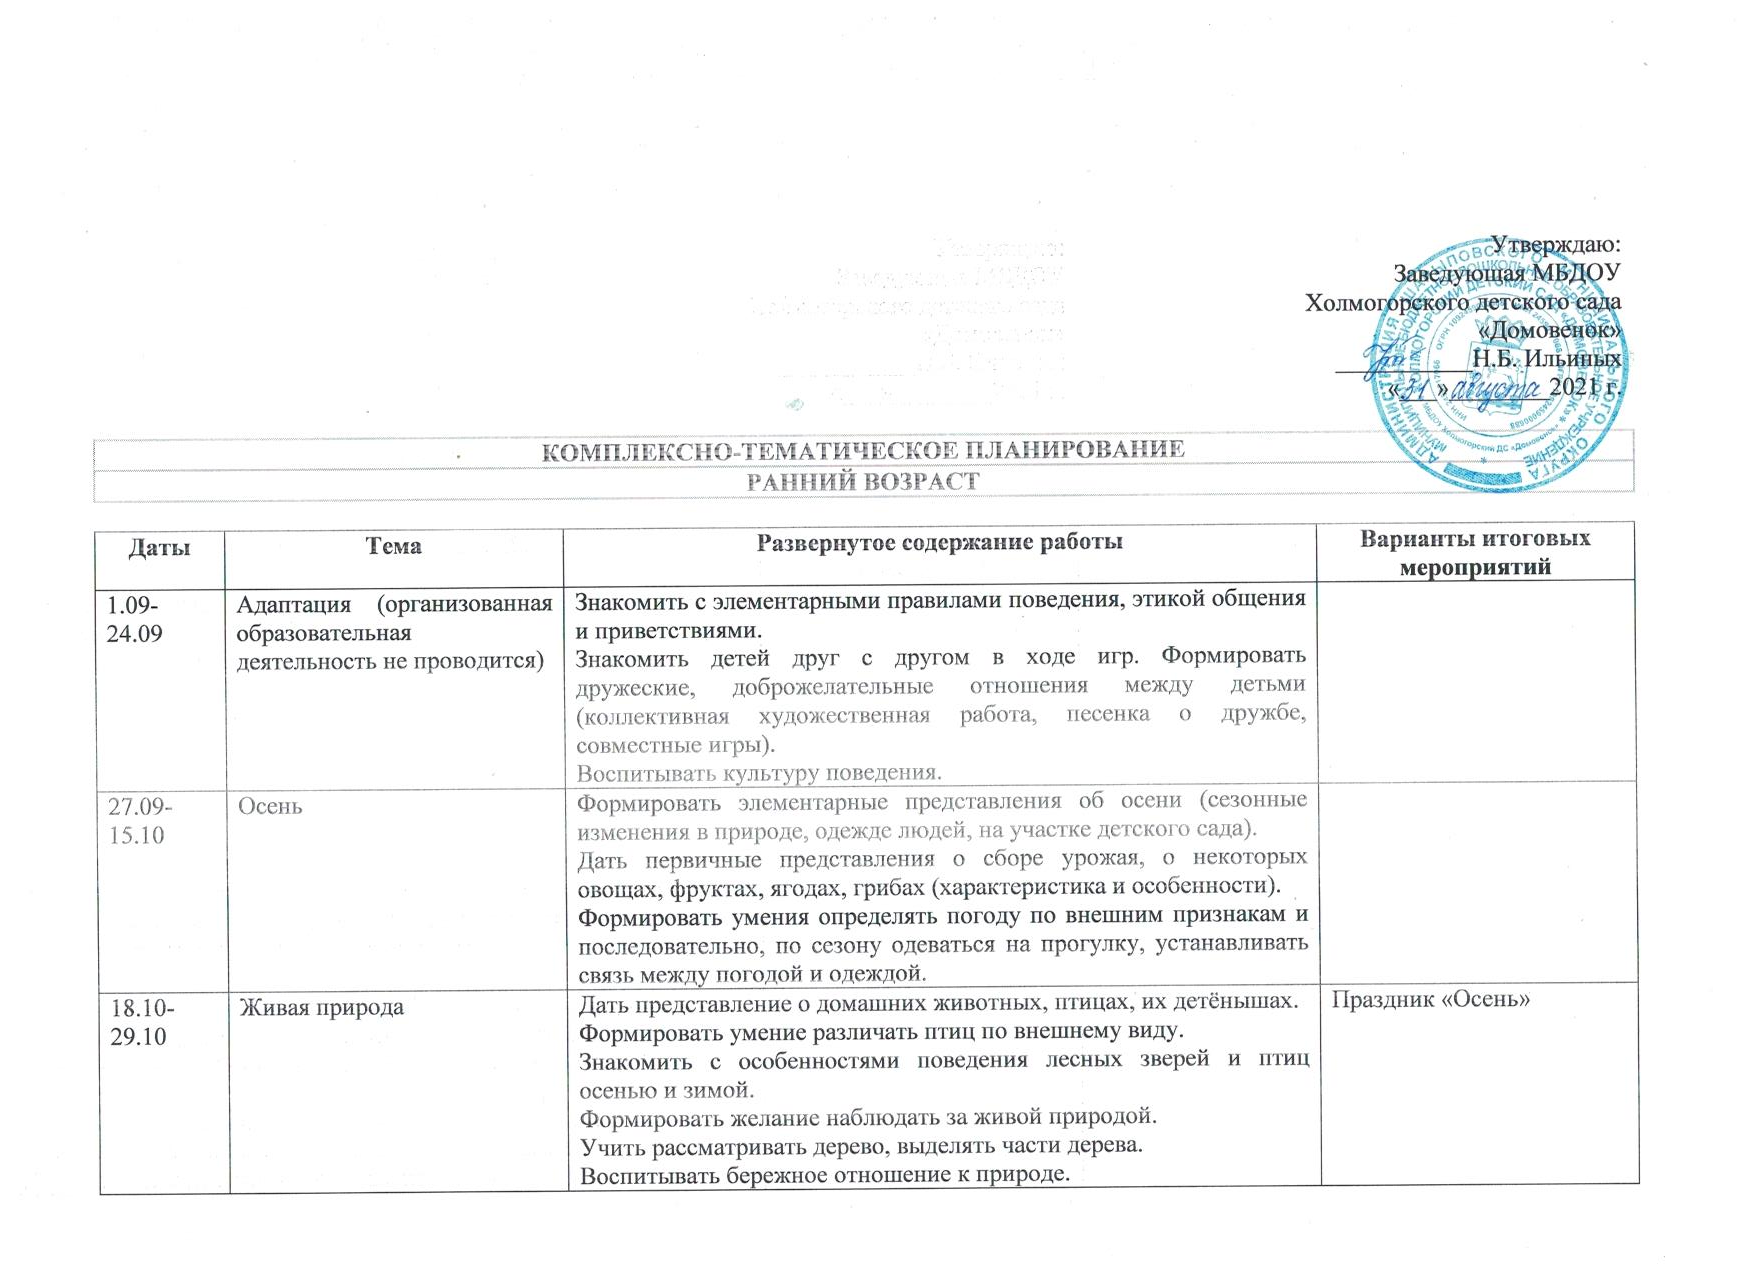 Утверждаю:
Заведующая МБДОУ
Холмогорского детского сада
«Домовенок»
Н.Б. Ильиных
«31» августа 2021 г.
КОМПЛЕКСНО-ТЕМАТИЧЕСКОЕ ПЛАНИРОВАНИЕ
РАННИЙ ВОЗРАСТ
Даты
Тема
Развернутое содержание работы
Варианты итоговых
мероприятий
1.09-
24.09
Адаптация (организованная
образовательная
деятельность не проводится)
Знакомить с элементарными правилами поведения, этикой общения
и приветствиями.
Знакомить детей друг с другом в ходе игр. Формировать
дружеские, доброжелательные отношения между детьми
(коллективная художественная работа, песенка о дружбе,
совместные игры).
Воспитывать культуру поведения.
27.09-
15.10
Осень
Формировать элементарные представления об осени (сезонные
изменения в природе, одежде людей, на участке детского сада).
Дать первичные представления о сборе урожая, о некоторых
овощах, фруктах, ягодах, грибах (характеристика и особенности).
Формировать умения определять погоду по внешним признакам и
последовательно, по сезону одеваться на прогулку, устанавливать
связь между погодой и одеждой.
18.10-
29.10
Живая природа
Дать представление о домашних животных, птицах, их детёнышах.
Формировать умение различать птиц по внешнему виду.
Знакомить с особенностями поведения лесных зверей и птиц
осенью и зимой.
Формировать желание наблюдать за живой природой.
Учить рассматривать дерево, выделять части дерева.
Воспитывать бережное отношение к природе.
Праздник «Осень»